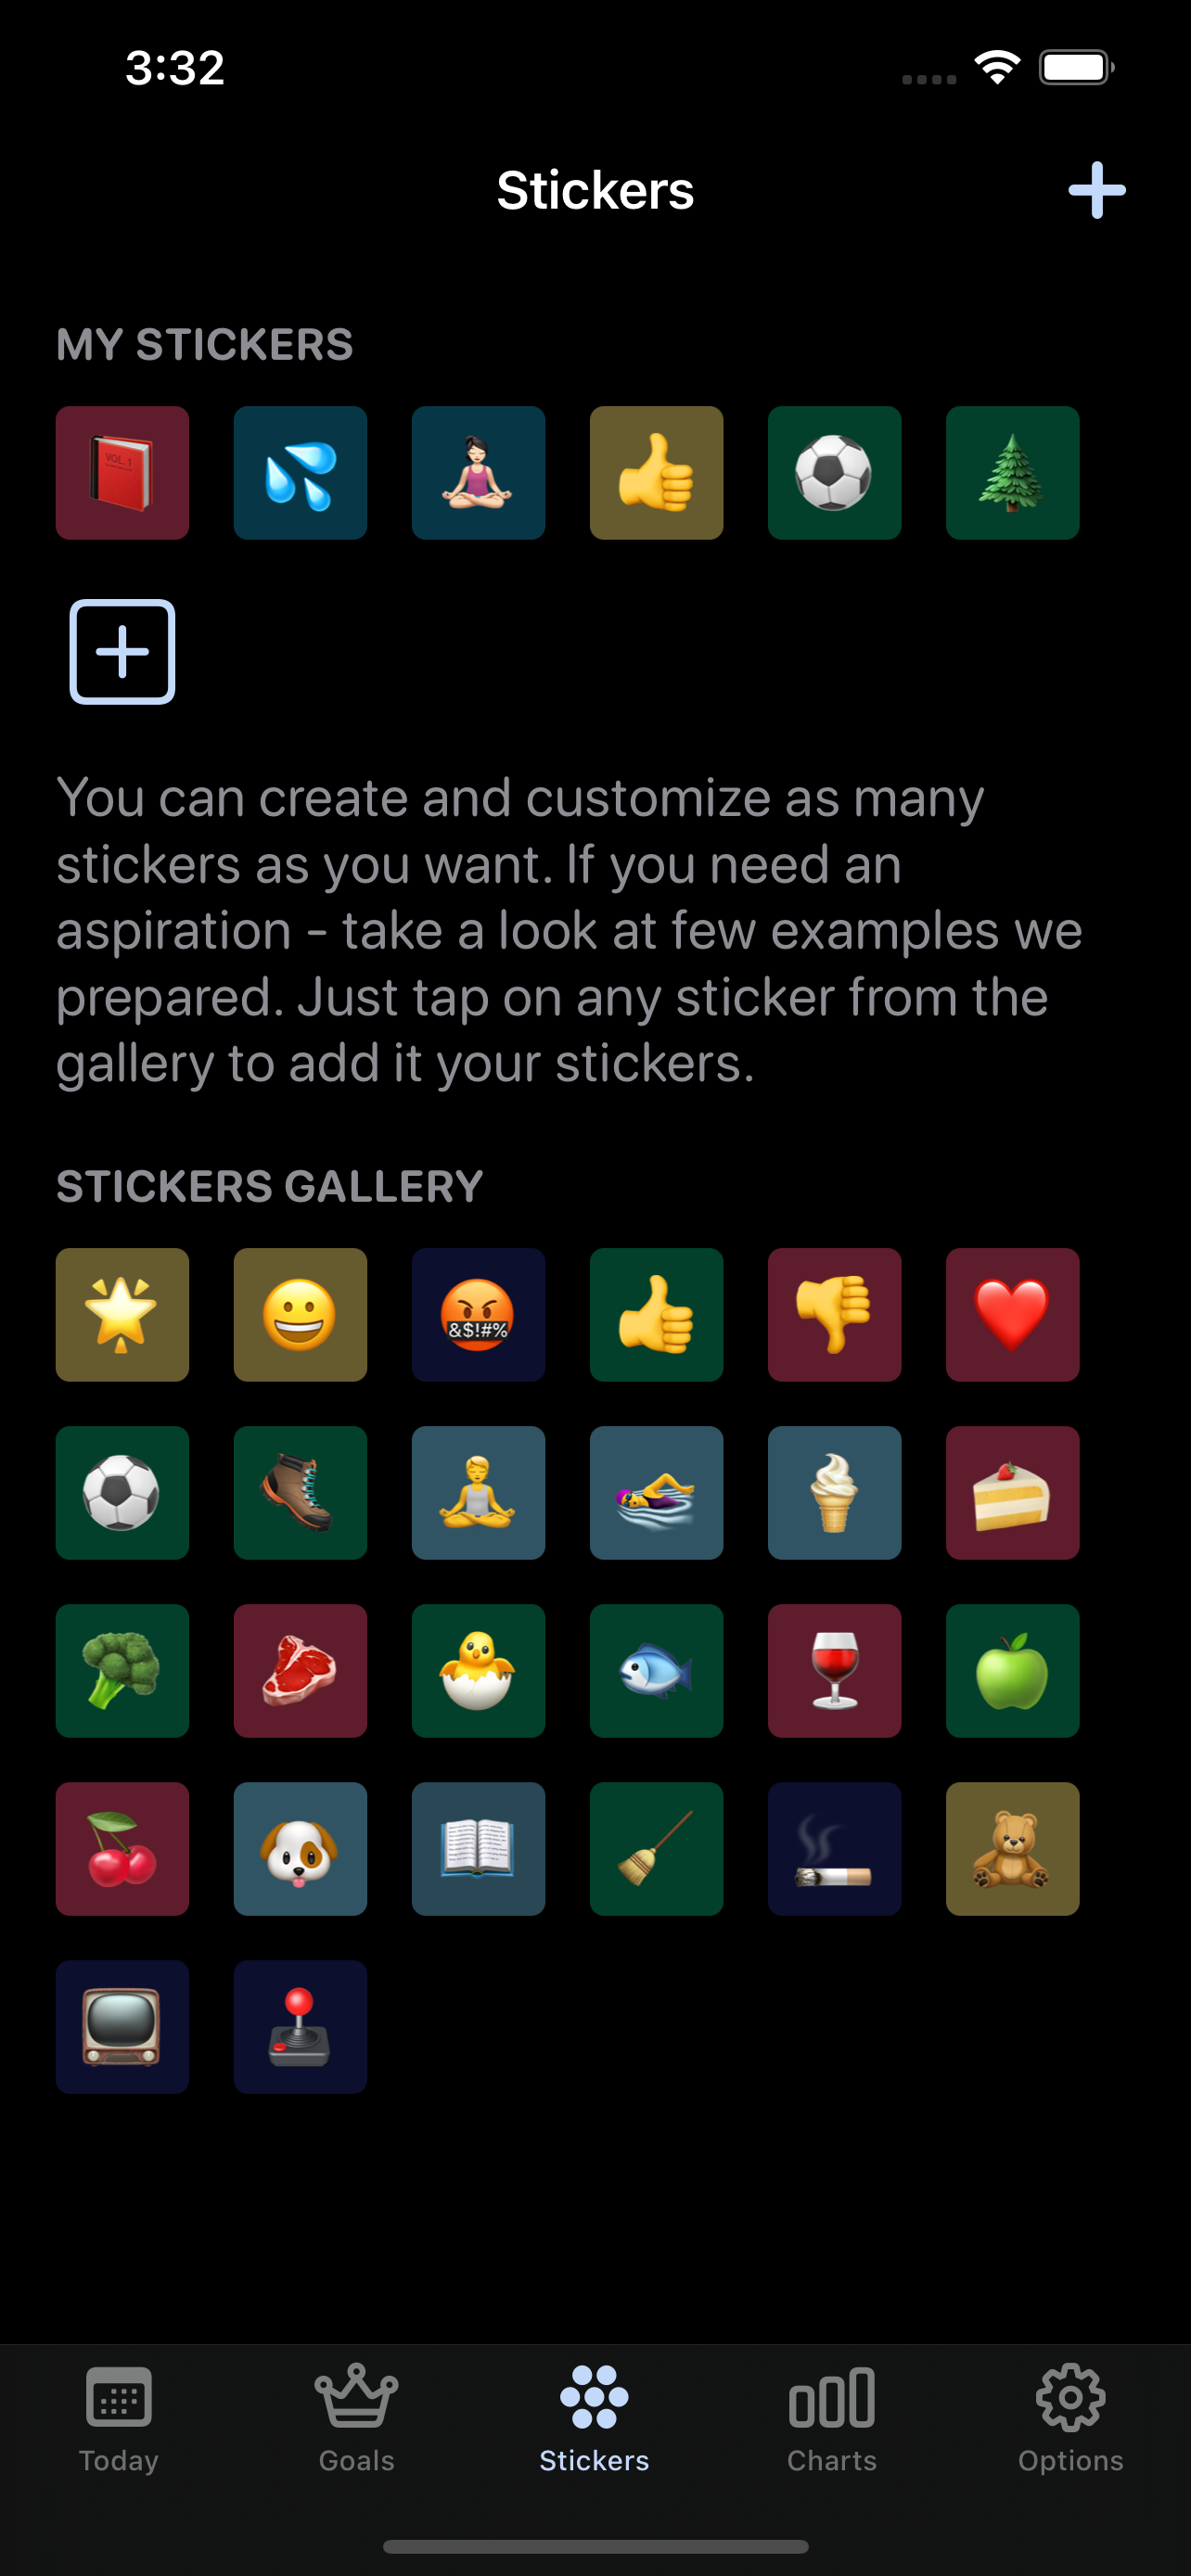 3:32
Stickers
MY STICKERS
VOL. 1
You can create and customize as many
stickers as you want. If you need an
aspiration - take a look at few examples we
prepared. Just tap on any sticker from the
gallery to add it your stickers.
STICKERS GALLERY
&$!#%
Today
Goals
Stickers
Charts
Options